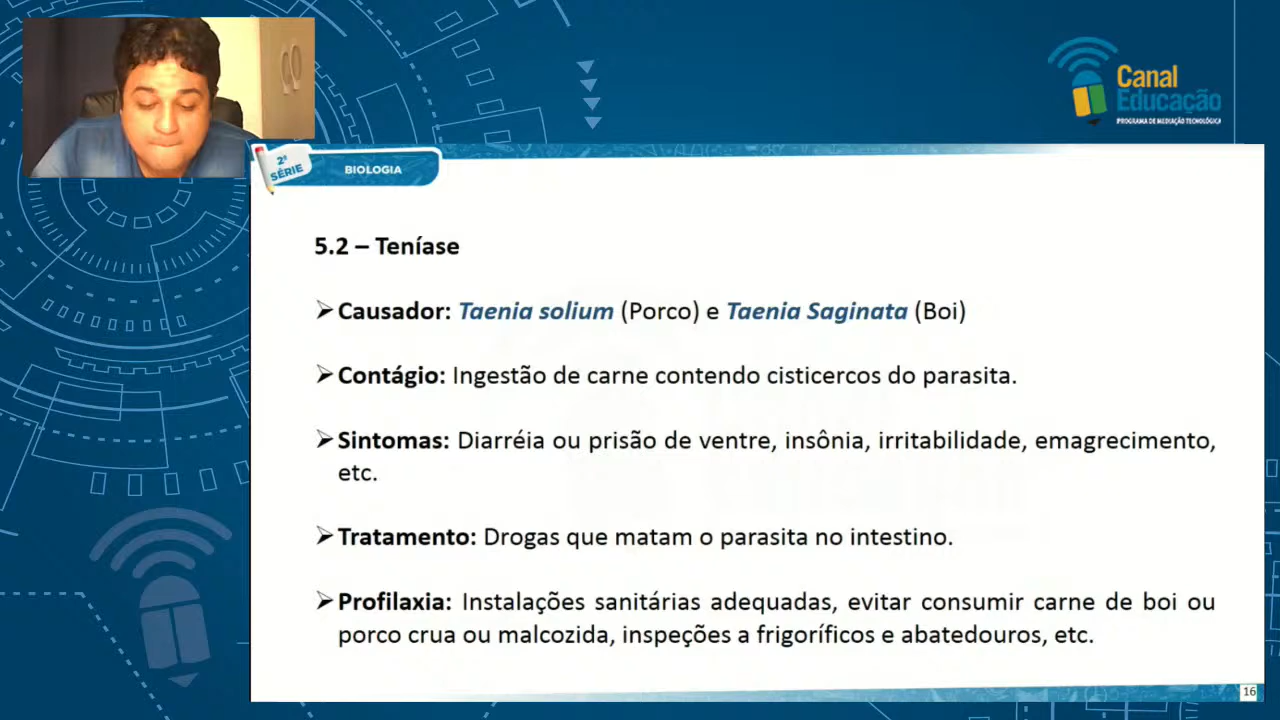 Canal
Educação
PROGRAMA DE MEDIAÇÃO TECNOLÓGICA
2ª
SÉRIE
BIOLOGIA
5.2 – Teníase
➢Causador: Taenia solium (Porco) e Taenia Saginata (Boi)
➢Contágio: Ingestão de carne contendo cisticercos do parasita.
➢Sintomas: Diarréia ou prisão de ventre, insônia, irritabilidade, emagrecimento,
etc.
➢Tratamento: Drogas que matam o parasita no intestino.
➢Profilaxia: Instalações sanitárias adequadas, evitar consumir carne de boi ou
porco crua ou malcozida, inspeções a frigoríficos e abatedouros, etc.
16